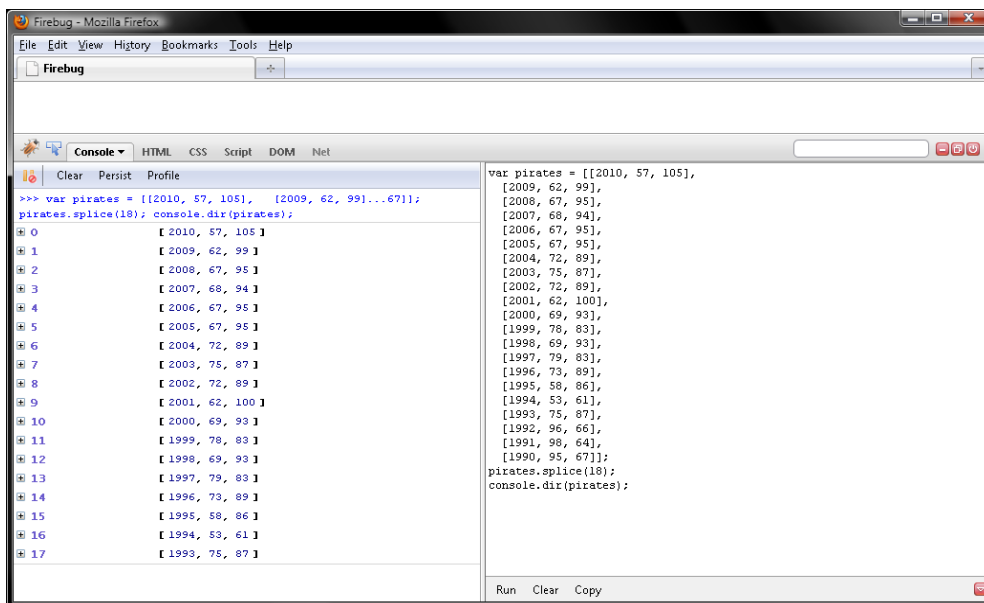 Firebug - Mozilla Firefox
File Edit View History Bookmarks Tools Help
Firebug
Console HTML CSS Script DOM Net
Clear Persist Profile
>>> var pirates = [[2010, 57, 105],   [2009, 62, 99]...67]];
pirates.splice(18); console.dir(pirates);
0 [ 2010, 57, 105 ]
1 [ 2009, 62, 99 ]
2 [ 2008, 67, 95 ]
3 [ 2007, 68, 94 ]
4 [ 2006, 67, 95 ]
5 [ 2005, 67, 95 ]
6 [ 2004, 72, 89 ]
7 [ 2003, 75, 87 ]
8 [ 2002, 72, 89 ]
9 [ 2001, 62, 100 ]
10 [ 2000, 69, 93 ]
11 [ 1999, 78, 83 ]
12 [ 1998, 69, 93 ]
13 [ 1997, 79, 83 ]
14 [ 1996, 73, 89 ]
15 [ 1995, 58, 86 ]
16 [ 1994, 53, 61 ]
17 [ 1993, 75, 87 ]
var pirates = [[2010, 57, 105],
[2009, 62, 99],
[2008, 67, 95],
[2007, 68, 94],
[2006, 67, 95],
[2005, 67, 95],
[2004, 72, 89],
[2003, 75, 87],
[2002, 72, 89],
[2001, 62, 100],
[2000, 69, 93],
[1999, 78, 83],
[1998, 69, 93],
[1997, 79, 83],
[1996, 73, 89],
[1995, 58, 86],
[1994, 53, 61],
[1993, 75, 87],
[1992, 96, 66],
[1991, 98, 64],
[1990, 95, 67]];
pirates.splice(18);
console.dir(pirates);
Run Clear Copy